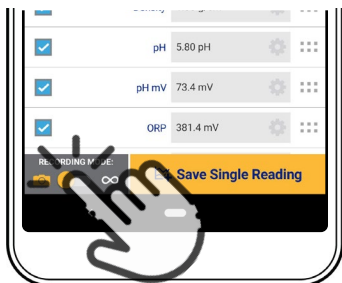 pH 5.80 pH
pH mV 73.4 mV
ORP 381.4 mV
RECORDING MODE:
Save Single Reading